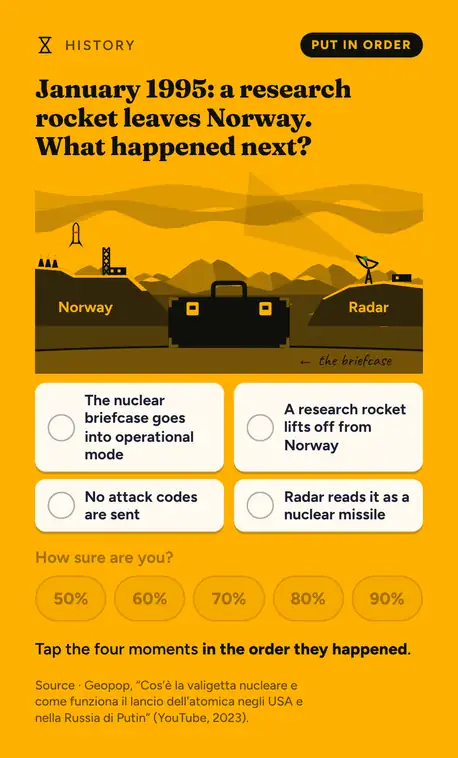 HISTORY
PUT IN ORDER
January 1995: a research
rocket leaves Norway.
What happened next?
Norway
Radar
← the briefcase
The nuclear
briefcase goes
into operational
mode
A research rocket
lifts off from
Norway
No attack codes
are sent
Radar reads it as a
nuclear missile
How sure are you?
50%
60%
70%
80%
90%
Tap the four moments in the order they happened.
Source · Geopop, “Cos’è la valigetta nucleare e
come funziona il lancio dell’atomica negli USA e
nella Russia di Putin” (YouTube, 2023).